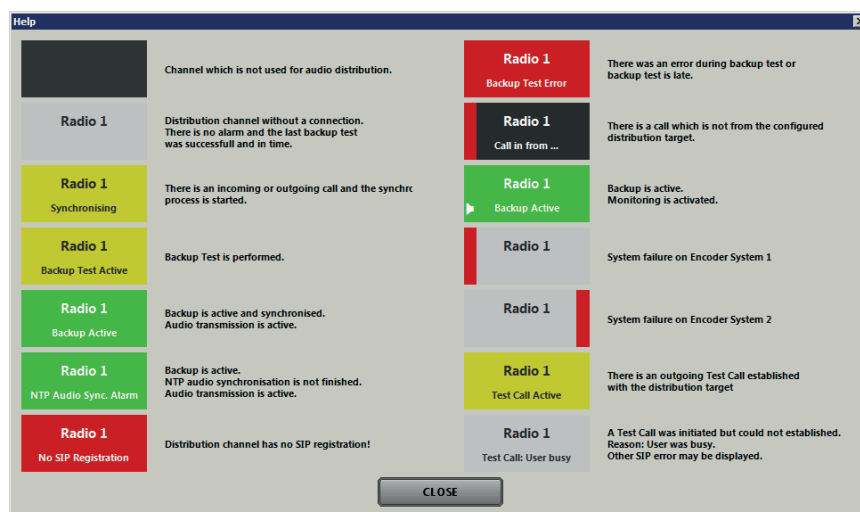 Help
Channel which is not used for audio distribution.
Radio 1
Distribution channel without a connection.
There is no alarm and the last backup test
was successfull and in time.
Radio 1
Synchronising
There is an incoming or outgoing call and the synchrc
process is started.
Radio 1
Backup Test Active
Backup Test is performed.
Radio 1
Backup Active
Backup is active and synchronised.
Audio transmission is active.
Radio 1
NTP Audio Sync. Alarm
Backup is active.
NTP audio synchronisation is not finished.
Audio transmission is active.
Radio 1
No SIP Registration
Distribution channel has no SIP registration!
Radio 1
Backup Test Error
There was an error during backup test or
backup test is late.
Radio 1
Call in from ...
There is a call which is not from the configured
distribution target.
Radio 1
Backup Active
Backup is active.
Monitoring is activated.
Radio 1
System failure on Encoder System 1
Radio 1
System failure on Encoder System 2
Radio 1
Test Call Active
There is an outgoing Test Call established
with the distribution target
Radio 1
Test Call: User busy
A Test Call was initiated but could not established.
Reason: User was busy.
Other SIP error may be displayed.
CLOSE